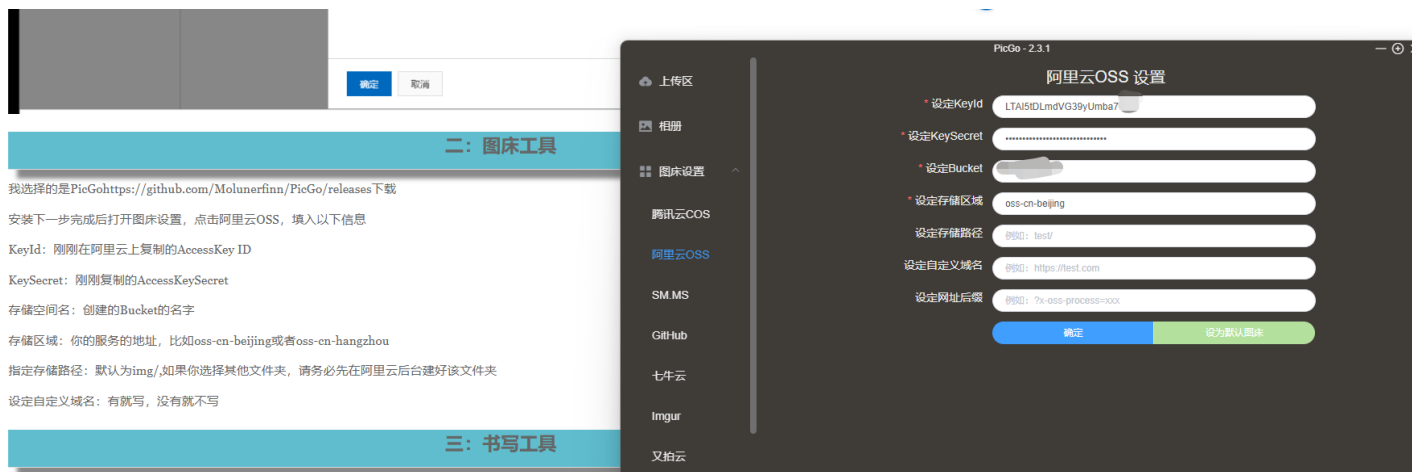 确定
取消
二：图床工具
我选择的是PicGohttps://github.com/Molunerfinn/PicGo/releases下载
安装下一步完成后打开图床设置，点击阿里云OSS，填入以下信息
KeyId：刚刚在阿里云上复制的AccessKey ID
KeySecret：刚刚复制的AccessKeySecret
存储空间名：创建的Bucket的名字
存储区域：你的服务的地址，比如oss-cn-beijing或者oss-cn-hangzhou
指定存储路径：默认为img/,如果你选择其他文件夹，请务必先在阿里云后台建好该文件夹
设定自定义域名：有就写，没有就不写
三：书写工具
PicGo - 2.3.1
上传区
相册
图床设置
腾讯云COS
阿里云OSS
SM.MS
GitHub
七牛云
Imgur
又拍云
阿里云OSS 设置
* 设定KeyId
* 设定KeySecret
••••••••••••••••••••••••••••••
* 设定Bucket
* 设定存储区域
oss-cn-beijing
设定存储路径
例如：test/
设定自定义域名
例如：https://test.com
设定网址后缀
例如：?x-oss-process=xxx
确定
设为默认图床